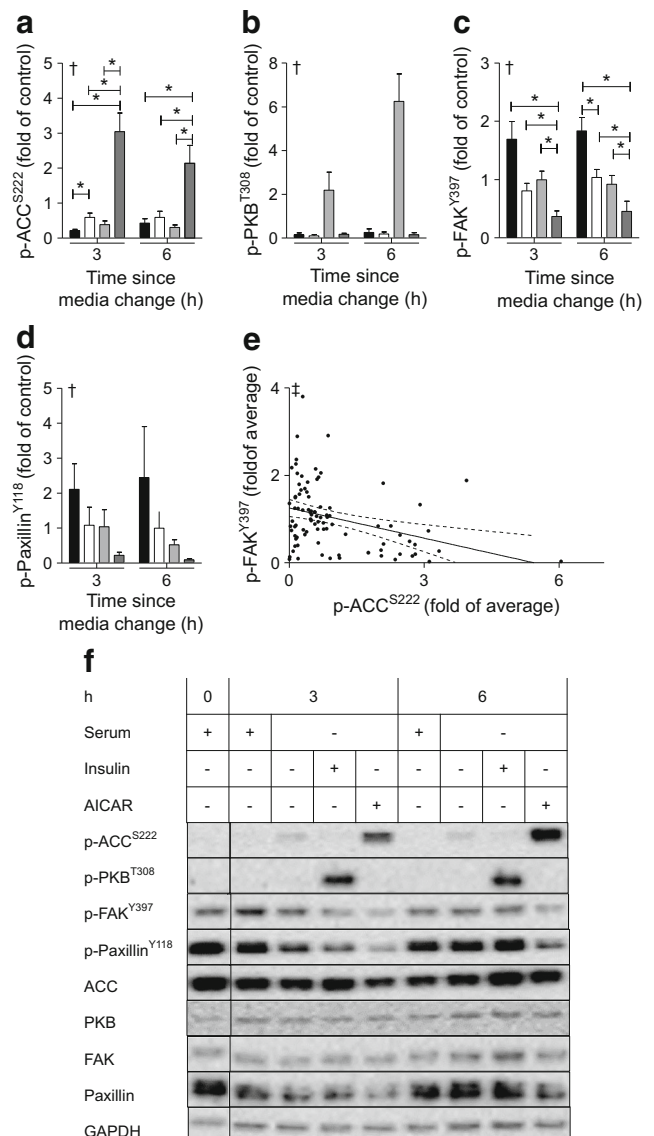 a
p-ACC^S222 (fold of control)
5
4
3
2
1
0
†
*
*
*
*
*
*
*
3 6
Time since
media change (h)
b
p-PKB^T308 (fold of control)
8
6
4
2
0
†
3 6
Time since
media change (h)
c
p-FAK^Y397 (fold of control)
3
2
1
0
†
*
*
*
*
*
*
*
3 6
Time since
media change (h)
d
p-Paxillin^Y118 (fold of control)
5
4
3
2
1
0
†
3 6
Time since
media change (h)
e
p-FAK^Y397 (foldof average)
4
2
0
‡
0 3 6
p-ACC^S222 (fold of average)
f
h 0 3 6
Serum + + - + -
Insulin - - - + - - - + -
AICAR - - - - + - - - +
p-ACC^S222
p-PKB^T308
p-FAK^Y397
p-Paxillin^Y118
ACC
PKB
FAK
Paxillin
GAPDH